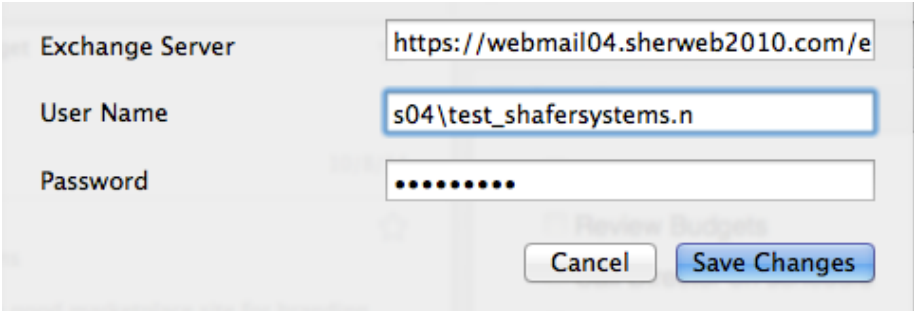 Exchange Server https://webmail04.sherweb2010.com/e
User Name s04\test_shafersystems.n
Password •••••••••
Review Budgets
Cancel Save Changes